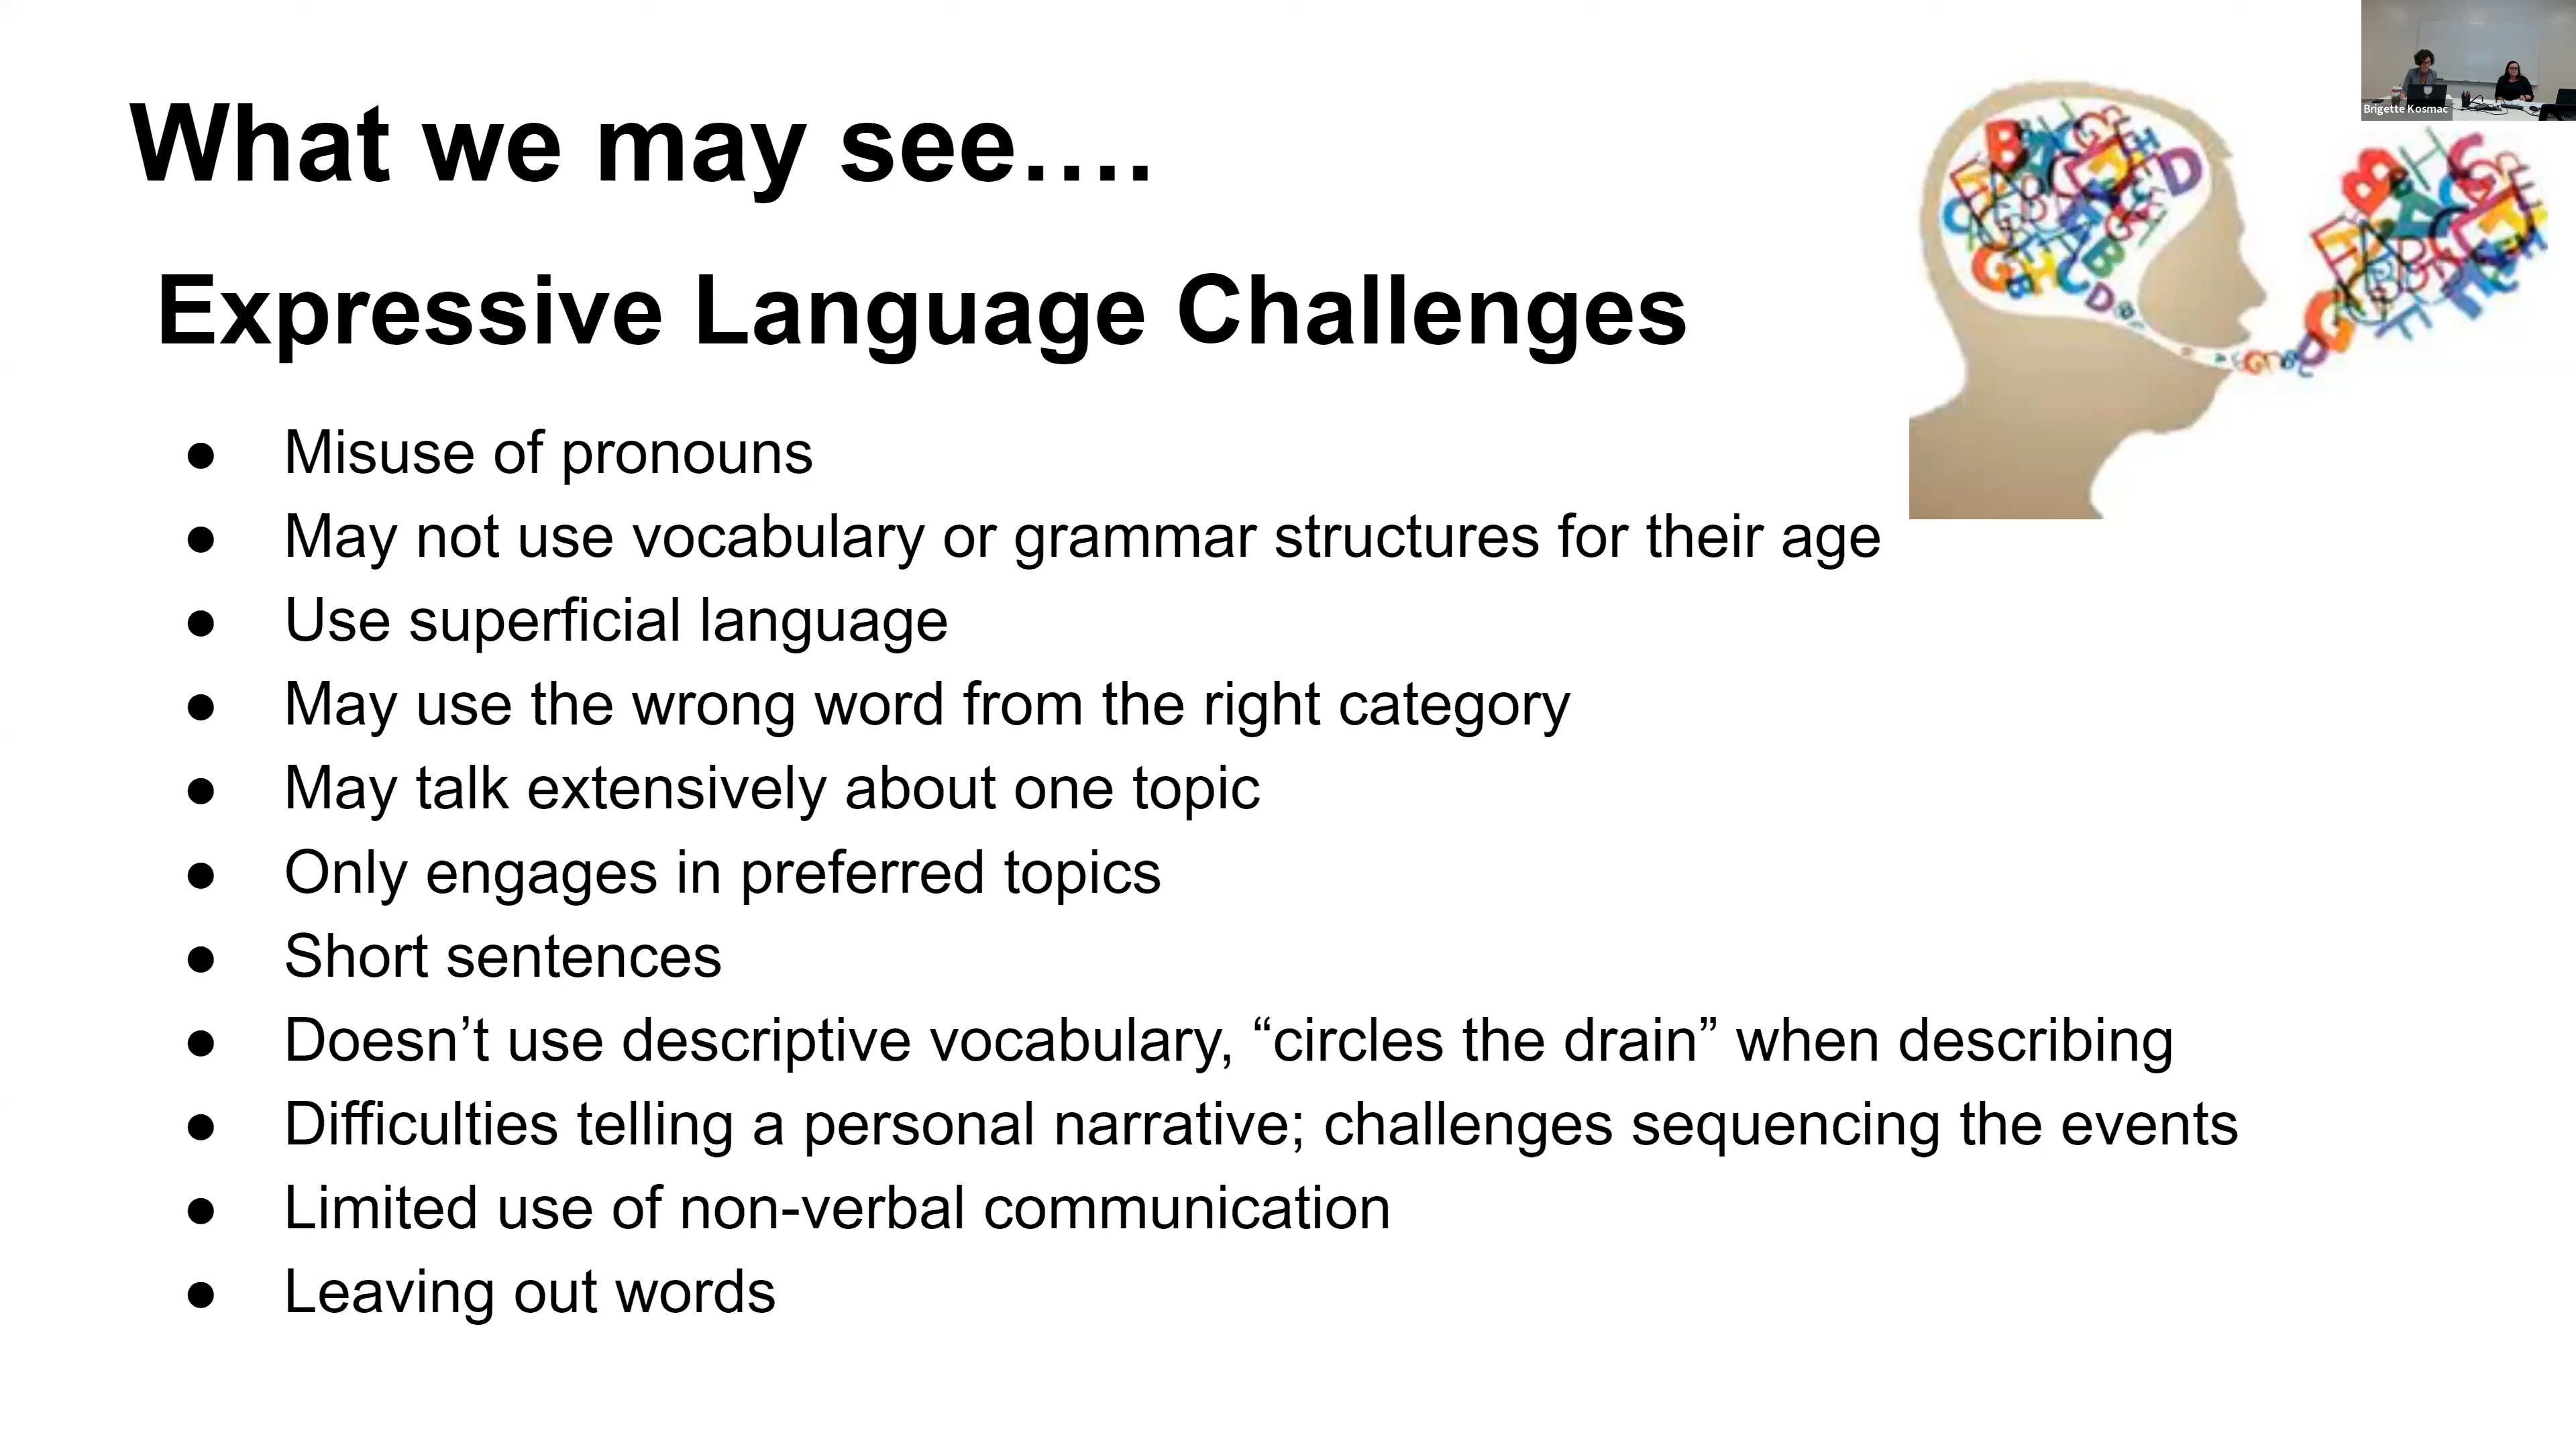 What we may see....
Expressive Language Challenges
● Misuse of pronouns
● May not use vocabulary or grammar structures for their age
● Use superficial language
● May use the wrong word from the right category
● May talk extensively about one topic
● Only engages in preferred topics
● Short sentences
● Doesn’t use descriptive vocabulary, “circles the drain” when describing
● Difficulties telling a personal narrative; challenges sequencing the events
● Limited use of non-verbal communication
● Leaving out words
Brigette Kosmac